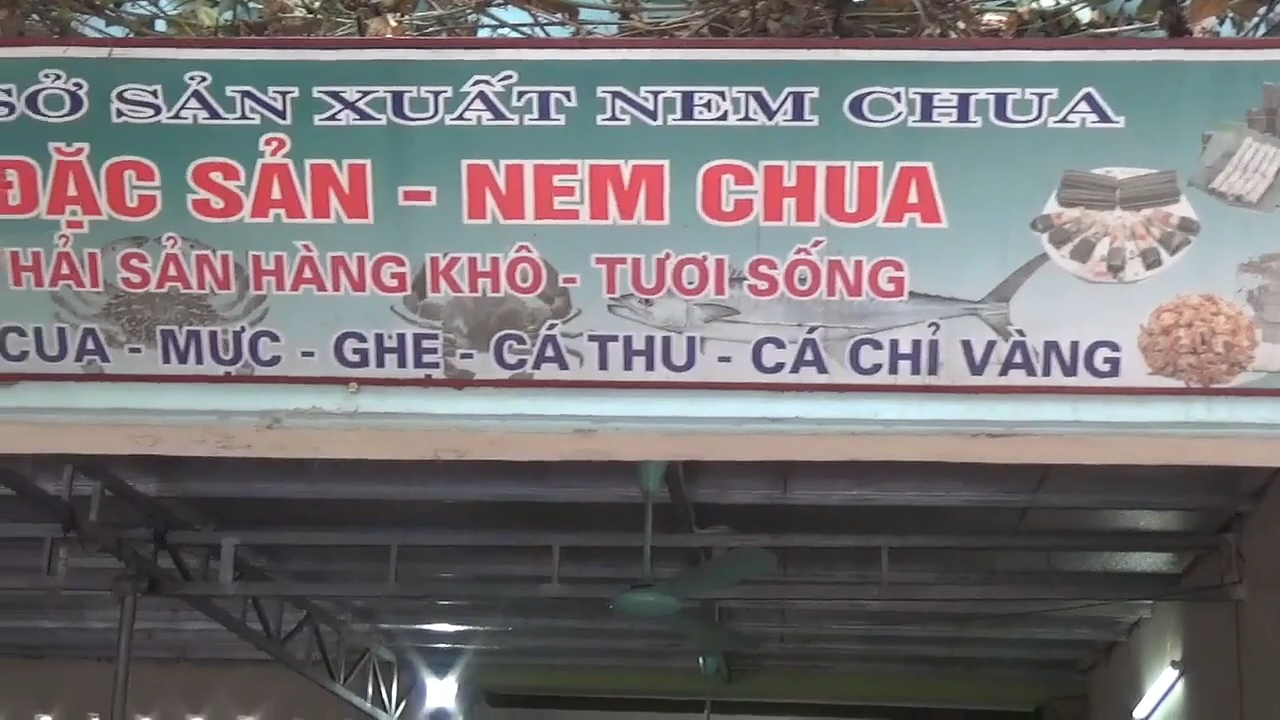 SỞ SẢN XUẤT NEM CHUA
ĐẶC SẢN - NEM CHUA
HẢI SẢN HÀNG KHÔ - TƯƠI SỐNG
CUA - MỰC - GHẸ - CÁ THU - CÁ CHỈ VÀNG